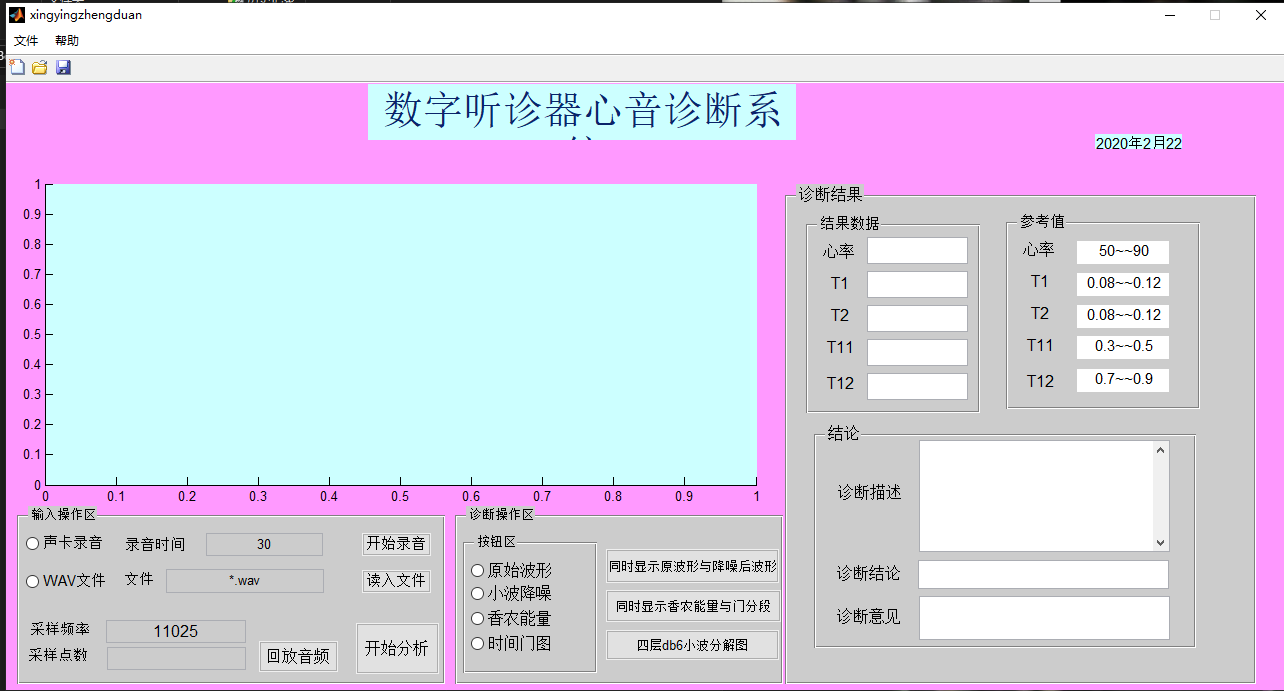 xingyingzhengduan
文件 帮助
数字听诊器心音诊断系
2020年2月22
1
0.9
0.8
0.7
0.6
0.5
0.4
0.3
0.2
0.1
0
0 0.1 0.2 0.3 0.4 0.5 0.6 0.7 0.8 0.9 1
诊断结果
结果数据
心率
T1
T2
T11
T12
参考值
心率 50~~90
T1 0.08~~0.12
T2 0.08~~0.12
T11 0.3~~0.5
T12 0.7~~0.9
结论
诊断描述
诊断结论
诊断意见
输入操作区
声卡录音 录音时间 30 开始录音
WAV文件 文件 *.wav 读入文件
采样频率 11025
采样点数
回放音频
开始分析
诊断操作区
按钮区
原始波形
小波降噪
香农能量
时间门图
同时显示原波形与降噪后波形
同时显示香农能量与门分段
四层db6小波分解图